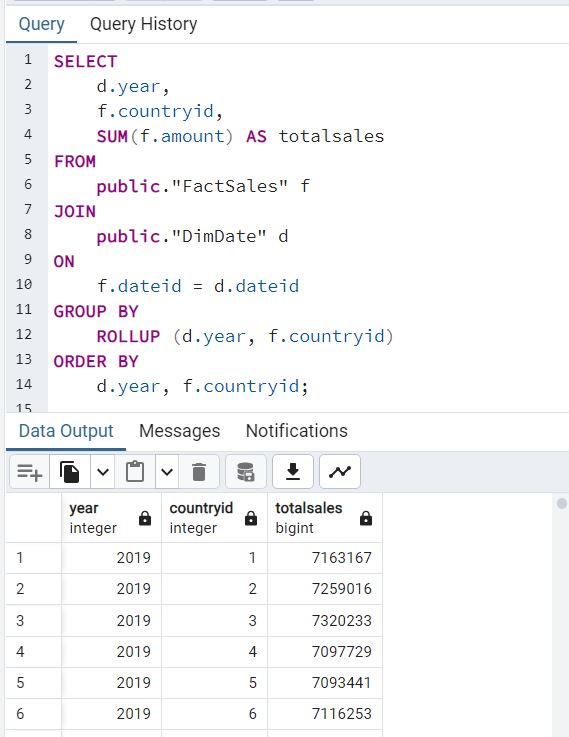 Query Query History
1 SELECT
2 d.year,
3 f.countryid,
4 SUM(f.amount) AS totalsales
5 FROM
6 public."FactSales" f
7 JOIN
8 public."DimDate" d
9 ON
10 f.dateid = d.dateid
11 GROUP BY
12 ROLLUP (d.year, f.countryid)
13 ORDER BY
14 d.year, f.countryid;
15
Data Output Messages Notifications
year countryid totalsales
integer integer bigint
1 2019 1 7163167
2 2019 2 7259016
3 2019 3 7320233
4 2019 4 7097729
5 2019 5 7093441
6 2019 6 7116253